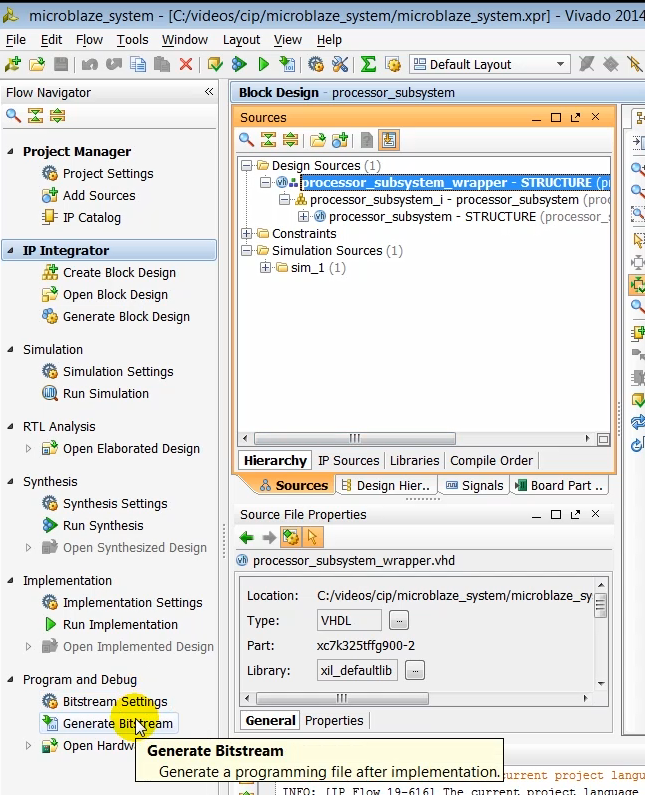 microblaze_system - [C:/videos/cip/microblaze_system/microblaze_system.xpr] - Vivado 2014
File Edit Flow Tools Window Layout View Help
Default Layout
Flow Navigator
Project Manager
Project Settings
Add Sources
IP Catalog
IP Integrator
Create Block Design
Open Block Design
Generate Block Design
Simulation
Simulation Settings
Run Simulation
RTL Analysis
Open Elaborated Design
Synthesis
Synthesis Settings
Run Synthesis
Open Synthesized Design
Implementation
Implementation Settings
Run Implementation
Open Implemented Design
Program and Debug
Bitstream Settings
Generate Bitstream
Open Hardw
Block Design - processor_subsystem
Sources
Design Sources (1)
processor_subsystem_wrapper - STRUCTURE (p
processor_subsystem_i - processor_subsystem (proc
processor_subsystem - STRUCTURE (processor_s
Constraints
Simulation Sources (1)
sim_1 (1)
Hierarchy IP Sources Libraries Compile Order
Sources Design Hier.. Signals Board Part ..
Source File Properties
processor_subsystem_wrapper.vhd
Location: C:/videos/cip/microblaze_system/microblaze_sy
Type: VHDL ...
Part: xc7k325tffg900-2
Library: xil_defaultlib ...
General Properties
Generate Bitstream
Generate a programming file after implementation.
current project langu
INFO: [IP_Flow 19-616] The current project language